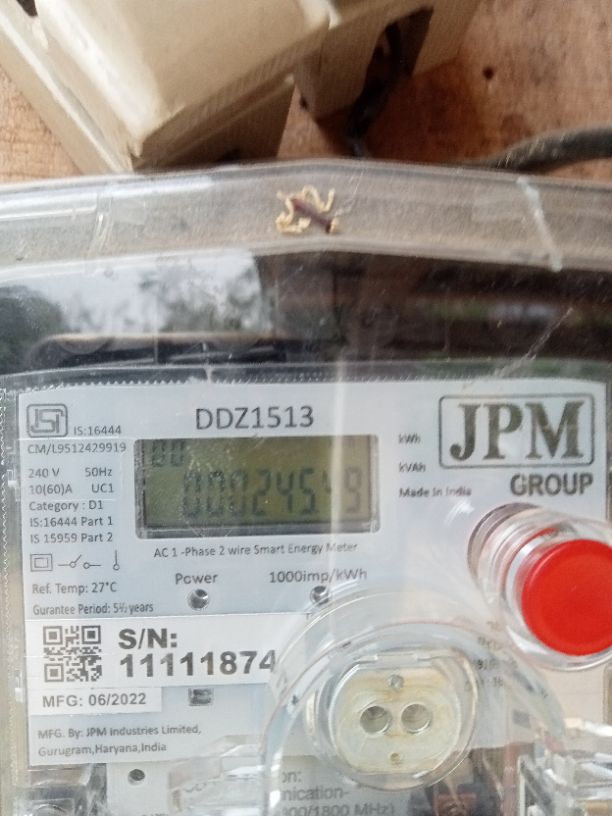 IS:16444
CM/L9512429919
DDZ1513
JPM
GROUP
240 V 50Hz
10(60)A UC1
Category : D1
IS:16444 Part 1
IS 15959 Part 2
00024549
kWh
kVAh
Made in India
AC 1 -Phase 2 wire Smart Energy Meter
Ref. Temp: 27°C
Power
1000imp/kWh
Gurantee Period: 5½ years
S/N:
11111874
MFG: 06/2022
MFG. By: JPM industries Limited,
Gurugram,Haryana,India